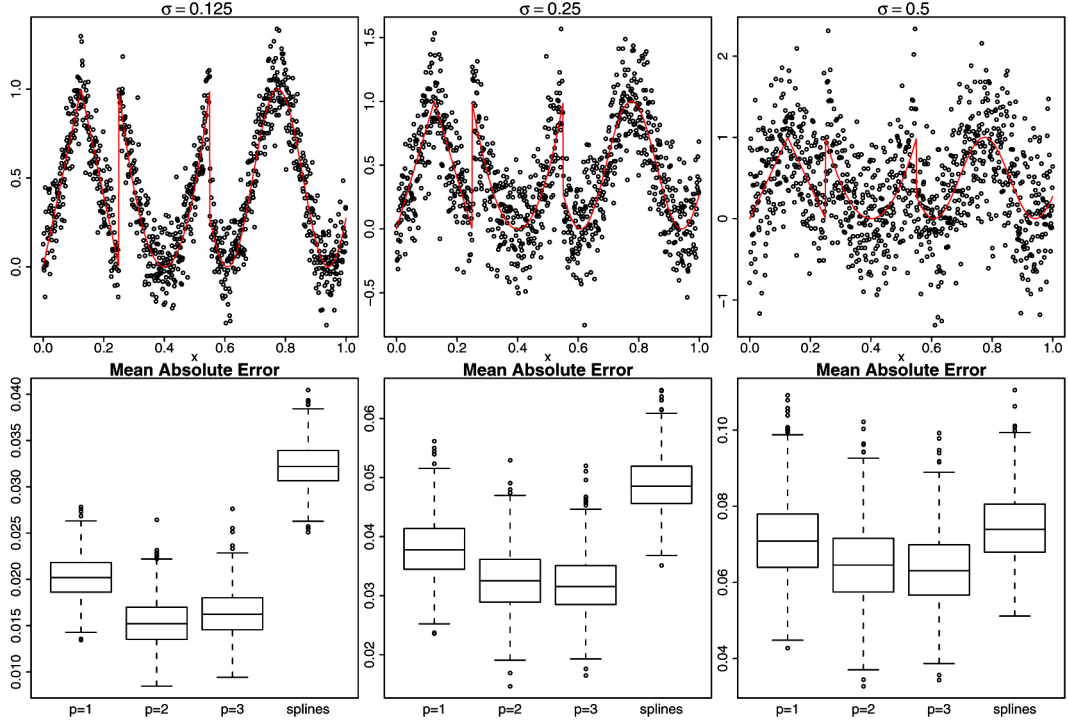 σ = 0.125
σ = 0.25
σ = 0.5
1.0
0.5
0.0
1.5
1.0
0.5
0.0
−0.5
2
1
0
−1
0.0 0.2 0.4 0.6 0.8 1.0
0.0 0.2 0.4 0.6 0.8 1.0
0.0 0.2 0.4 0.6 0.8 1.0
x
x
x
Mean Absolute Error
Mean Absolute Error
Mean Absolute Error
0.040
0.035
0.030
0.025
0.020
0.015
0.010
0.06
0.05
0.04
0.03
0.02
0.10
0.08
0.06
0.04
p=1 p=2 p=3 splines
p=1 p=2 p=3 splines
p=1 p=2 p=3 splines